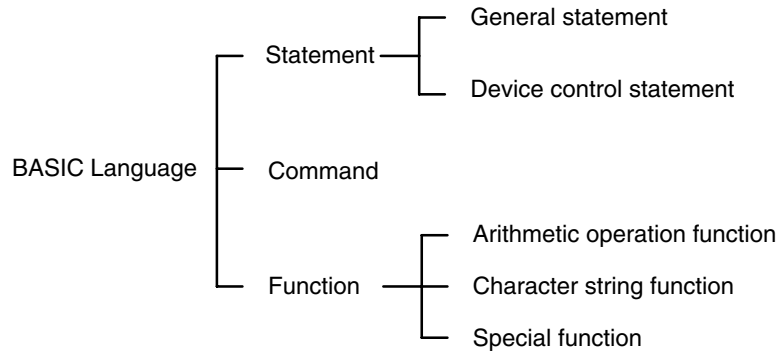 General statement
Statement
Device control statement
BASIC Language
Command
Arithmetic operation function
Function
Character string function
Special function